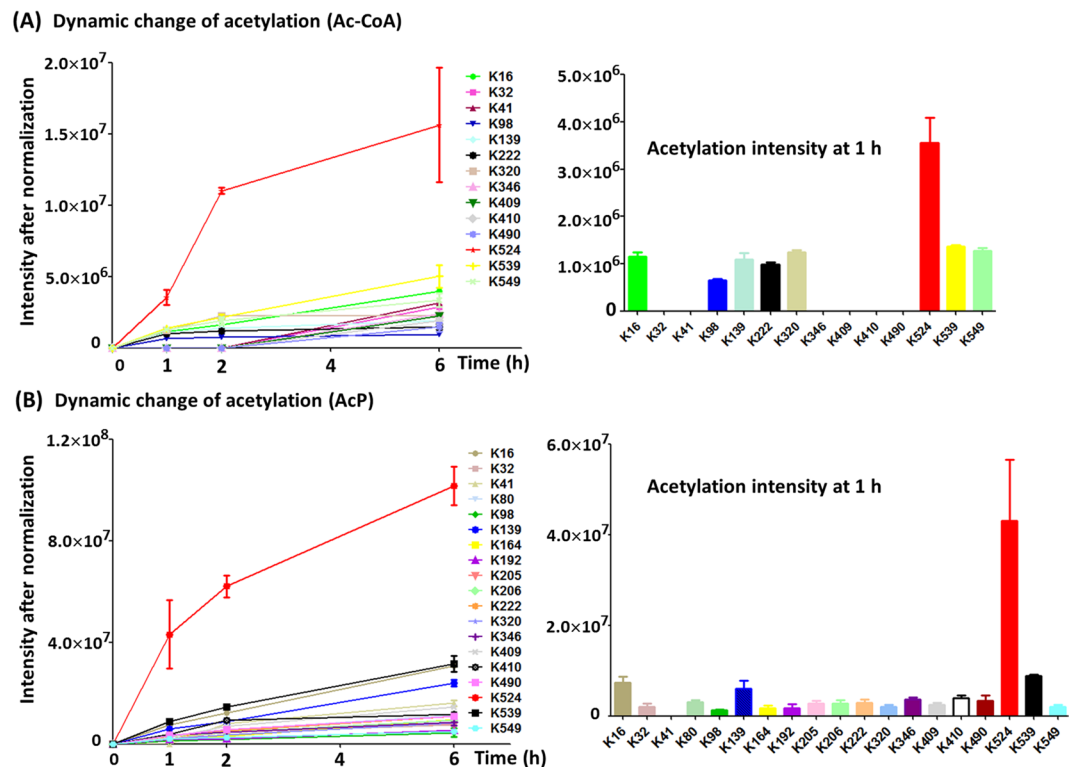 (A) Dynamic change of acetylation (Ac-CoA)
Intensity after normalization
2.0×10⁷
1.5×10⁷
1.0×10⁷
5.0×10⁶
0
0 1 2 4 6 Time (h)
K16
K32
K41
K98
K139
K222
K320
K346
K409
K410
K490
K524
K539
K549
Acetylation intensity at 1 h
5.0×10⁶
4.0×10⁶
3.0×10⁶
2.0×10⁶
1.0×10⁶
0
K16 K32 K41 K98 K139 K222 K320 K346 K409 K410 K490 K524 K539 K549
(B) Dynamic change of acetylation (AcP)
Intensity after normalization
1.2×10⁸
8.0×10⁷
4.0×10⁷
0
0 1 2 4 6 Time (h)
K16
K32
K41
K80
K98
K139
K164
K192
K205
K206
K222
K320
K346
K409
K410
K490
K524
K539
K549
Acetylation intensity at 1 h
6.0×10⁷
4.0×10⁷
2.0×10⁷
0
K16 K32 K41 K80 K98 K139 K164 K192 K205 K206 K222 K320 K346 K409 K410 K490 K524 K539 K549